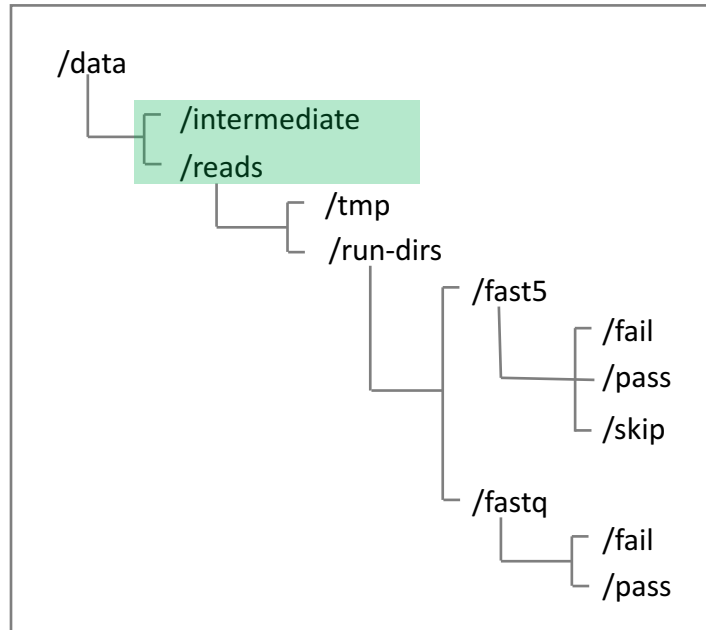 /data
/intermediate
/reads
/tmp
/run-dirs
/fast5
/fail
/pass
/skip
/fastq
/fail
/pass